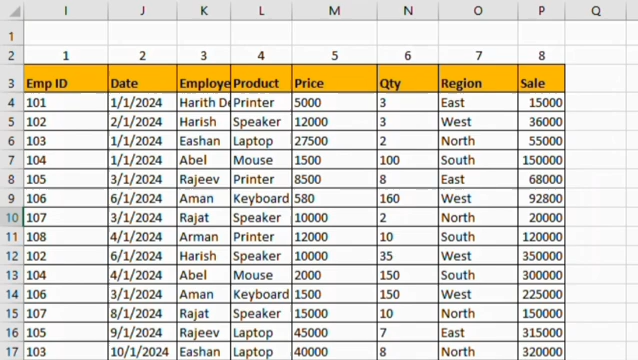 I J K L M N O P Q
1
2 1 2 3 4 5 6 7 8
3 Emp ID Date Employe Product Price Qty Region Sale
4 101 1/1/2024 Harith De Printer 5000 3 East 15000
5 102 2/1/2024 Harish Speaker 12000 3 West 36000
6 103 1/1/2024 Eashan Laptop 27500 2 North 55000
7 104 1/1/2024 Abel Mouse 1500 100 South 150000
8 105 3/1/2024 Rajeev Printer 8500 8 East 68000
9 106 6/1/2024 Aman Keyboard 580 160 West 92800
10 107 3/1/2024 Rajat Speaker 10000 2 North 20000
11 108 4/1/2024 Arman Printer 12000 10 South 120000
12 102 6/1/2024 Harish Speaker 10000 35 West 350000
13 104 4/1/2024 Abel Mouse 2000 150 South 300000
14 106 3/1/2024 Aman Keyboard 1500 150 West 225000
15 107 8/1/2024 Rajat Speaker 15000 10 North 150000
16 105 9/1/2024 Rajeev Laptop 45000 7 East 315000
17 103 10/1/2024 Eashan Laptop 40000 8 North 320000